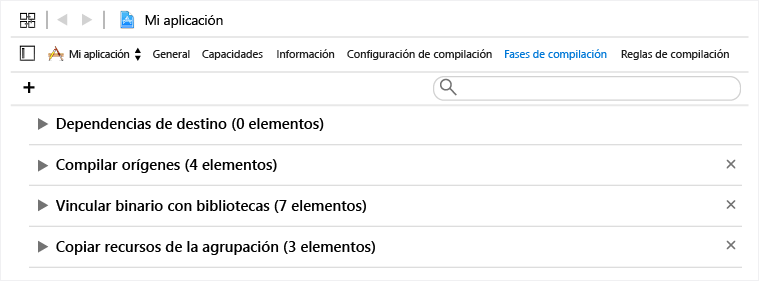 Mi aplicación
Mi aplicación General Capacidades Información Configuración de compilación Fases de compilación Reglas de compilación
+
Dependencias de destino (0 elementos)
Compilar orígenes (4 elementos)
Vincular binario con bibliotecas (7 elementos)
Copiar recursos de la agrupación (3 elementos)